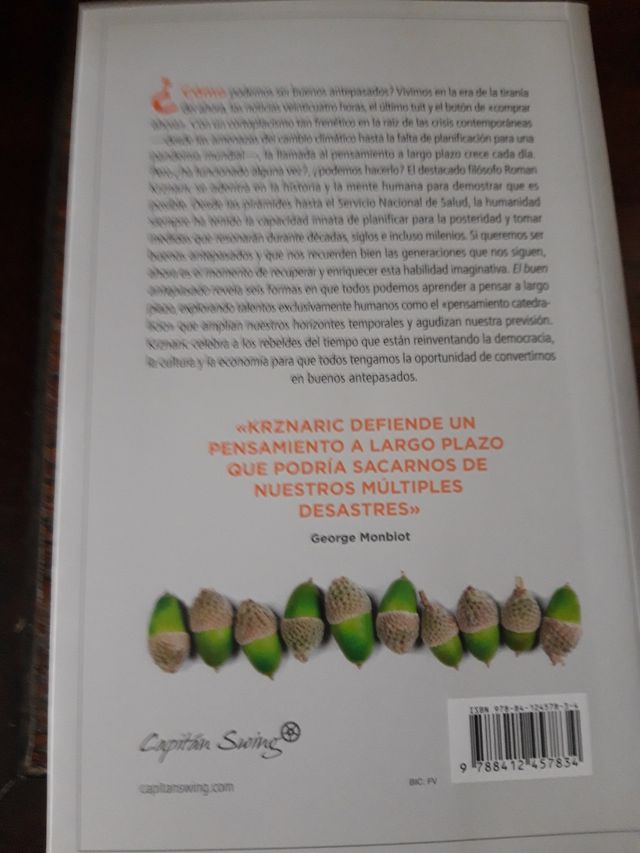 ¿Cómo podemos ser buenos antepasados? Vivimos en la era de la tiranía
del ahora, las noticias veinticuatro horas, el último tuit y el botón de «comprar
ahora». Con un cortoplacismo tan frenético en la raíz de las crisis contemporáneas
—desde las amenazas del cambio climático hasta la falta de planificación para una
pandemia mundial—, la llamada al pensamiento a largo plazo crece cada día.
Pero, ¿ha funcionado alguna vez?, ¿podemos hacerlo? El destacado filósofo Roman
Krznaric se adentra en la historia y la mente humana para demostrar que es
posible. Desde las pirámides hasta el Servicio Nacional de Salud, la humanidad
siempre ha tenido la capacidad innata de planificar para la posteridad y tomar
medidas que resonarán durante décadas, siglos e incluso milenios. Si queremos ser
buenos antepasados y que nos recuerden bien las generaciones que nos siguen,
ahora es el momento de recuperar y enriquecer esta habilidad imaginativa. El buen
antepasado revela seis formas en que todos podemos aprender a pensar a largo
plazo, explorando talentos exclusivamente humanos como el «pensamiento catedra-
licio» que amplían nuestros horizontes temporales y agudizan nuestra previsión.
Krznaric celebra a los rebeldes del tiempo que están reinventando la democracia,
la cultura y la economía para que todos tengamos la oportunidad de convertirnos
en buenos antepasados.
«KRZNARIC DEFIENDE UN
PENSAMIENTO A LARGO PLAZO
QUE PODRÍA SACARNOS DE
NUESTROS MÚLTIPLES
DESASTRES»
George Monbiot
Capitán Swing
capitanswing.com
BIC: FV
ISBN 978-84-124578-3-4
9 788412 457834